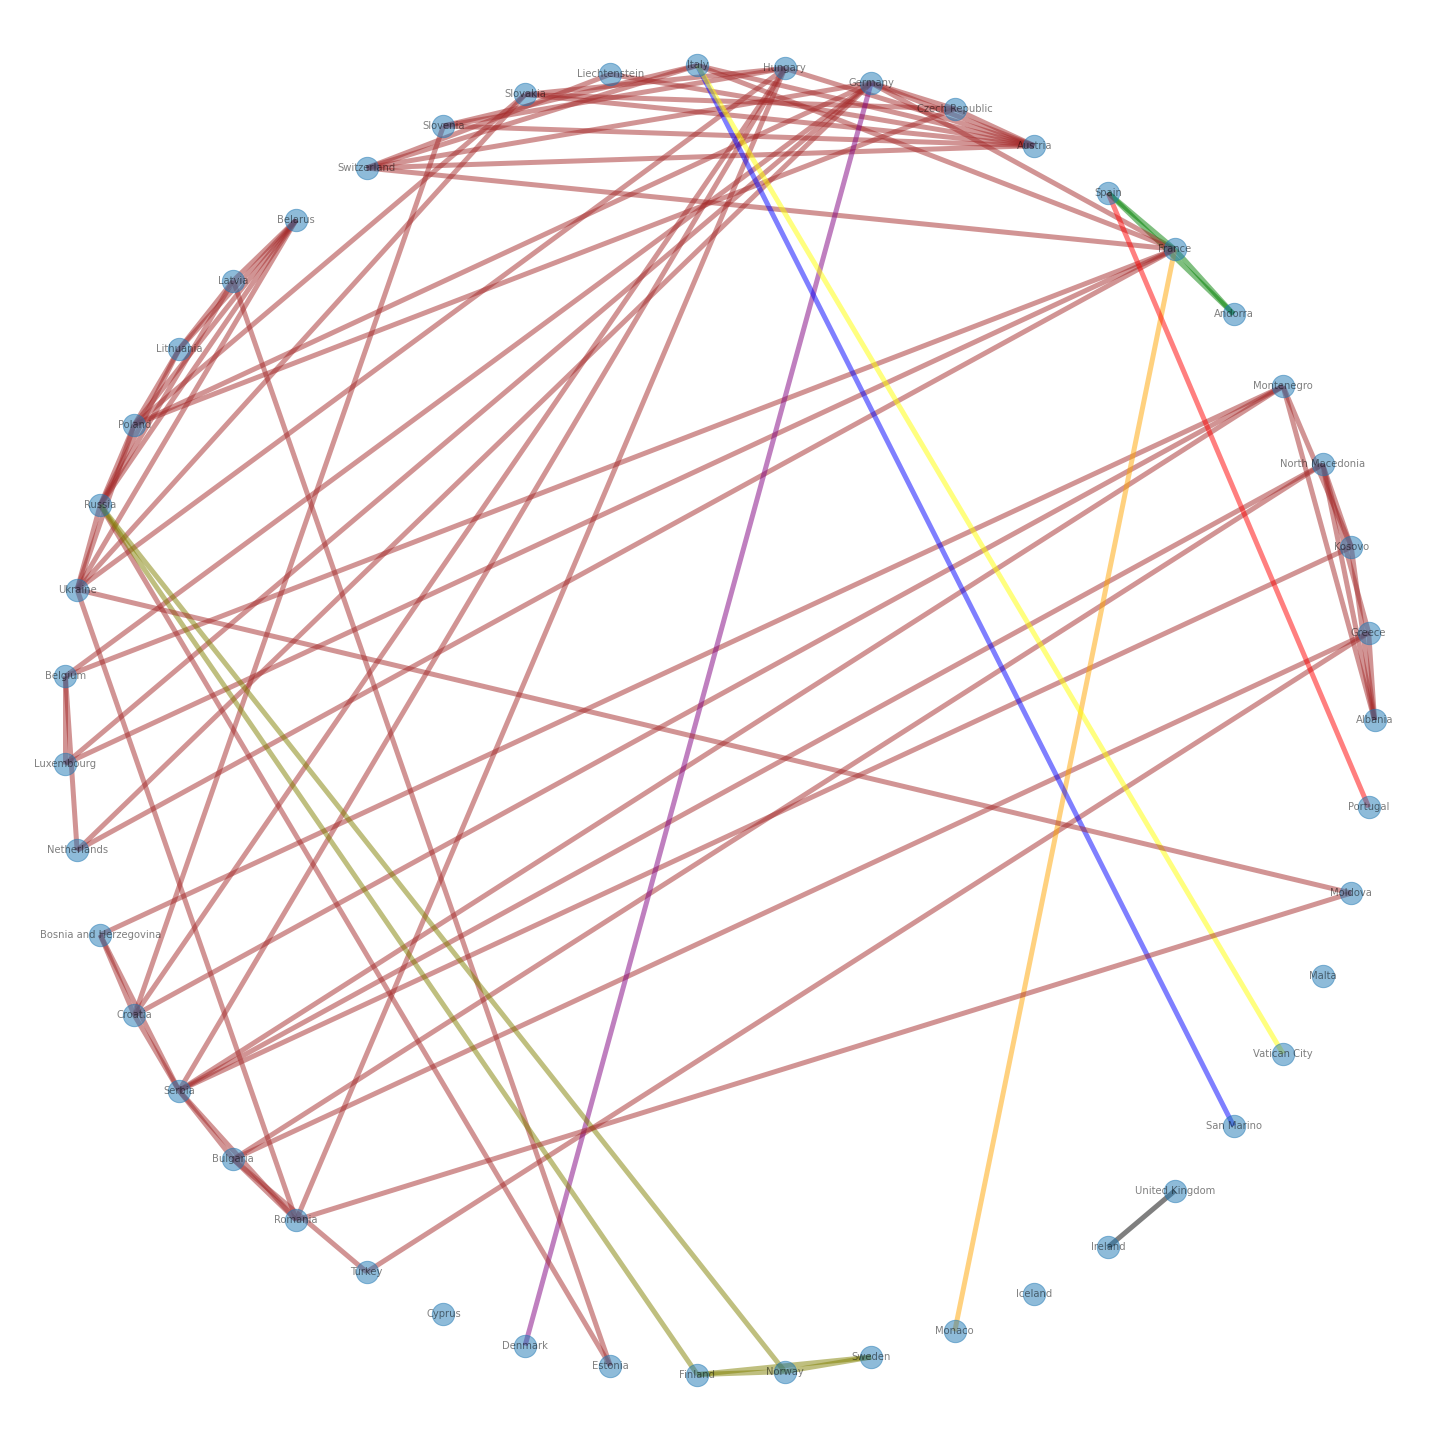 Italy
Hungary
Liechtenstein
Germany
Slovakia
Czech Republic
Slovenia
Austria
Switzerland
Spain
Belarus
France
Latvia
Andorra
Lithuania
Montenegro
Poland
North Macedonia
Russia
Kosovo
Ukraine
Greece
Belgium
Albania
Luxembourg
Portugal
Netherlands
Moldova
Bosnia and Herzegovina
Malta
Croatia
Vatican City
Serbia
San Marino
Bulgaria
United Kingdom
Romania
Ireland
Turkey
Iceland
Cyprus
Monaco
Denmark
Sweden
Estonia
Norway
Finland